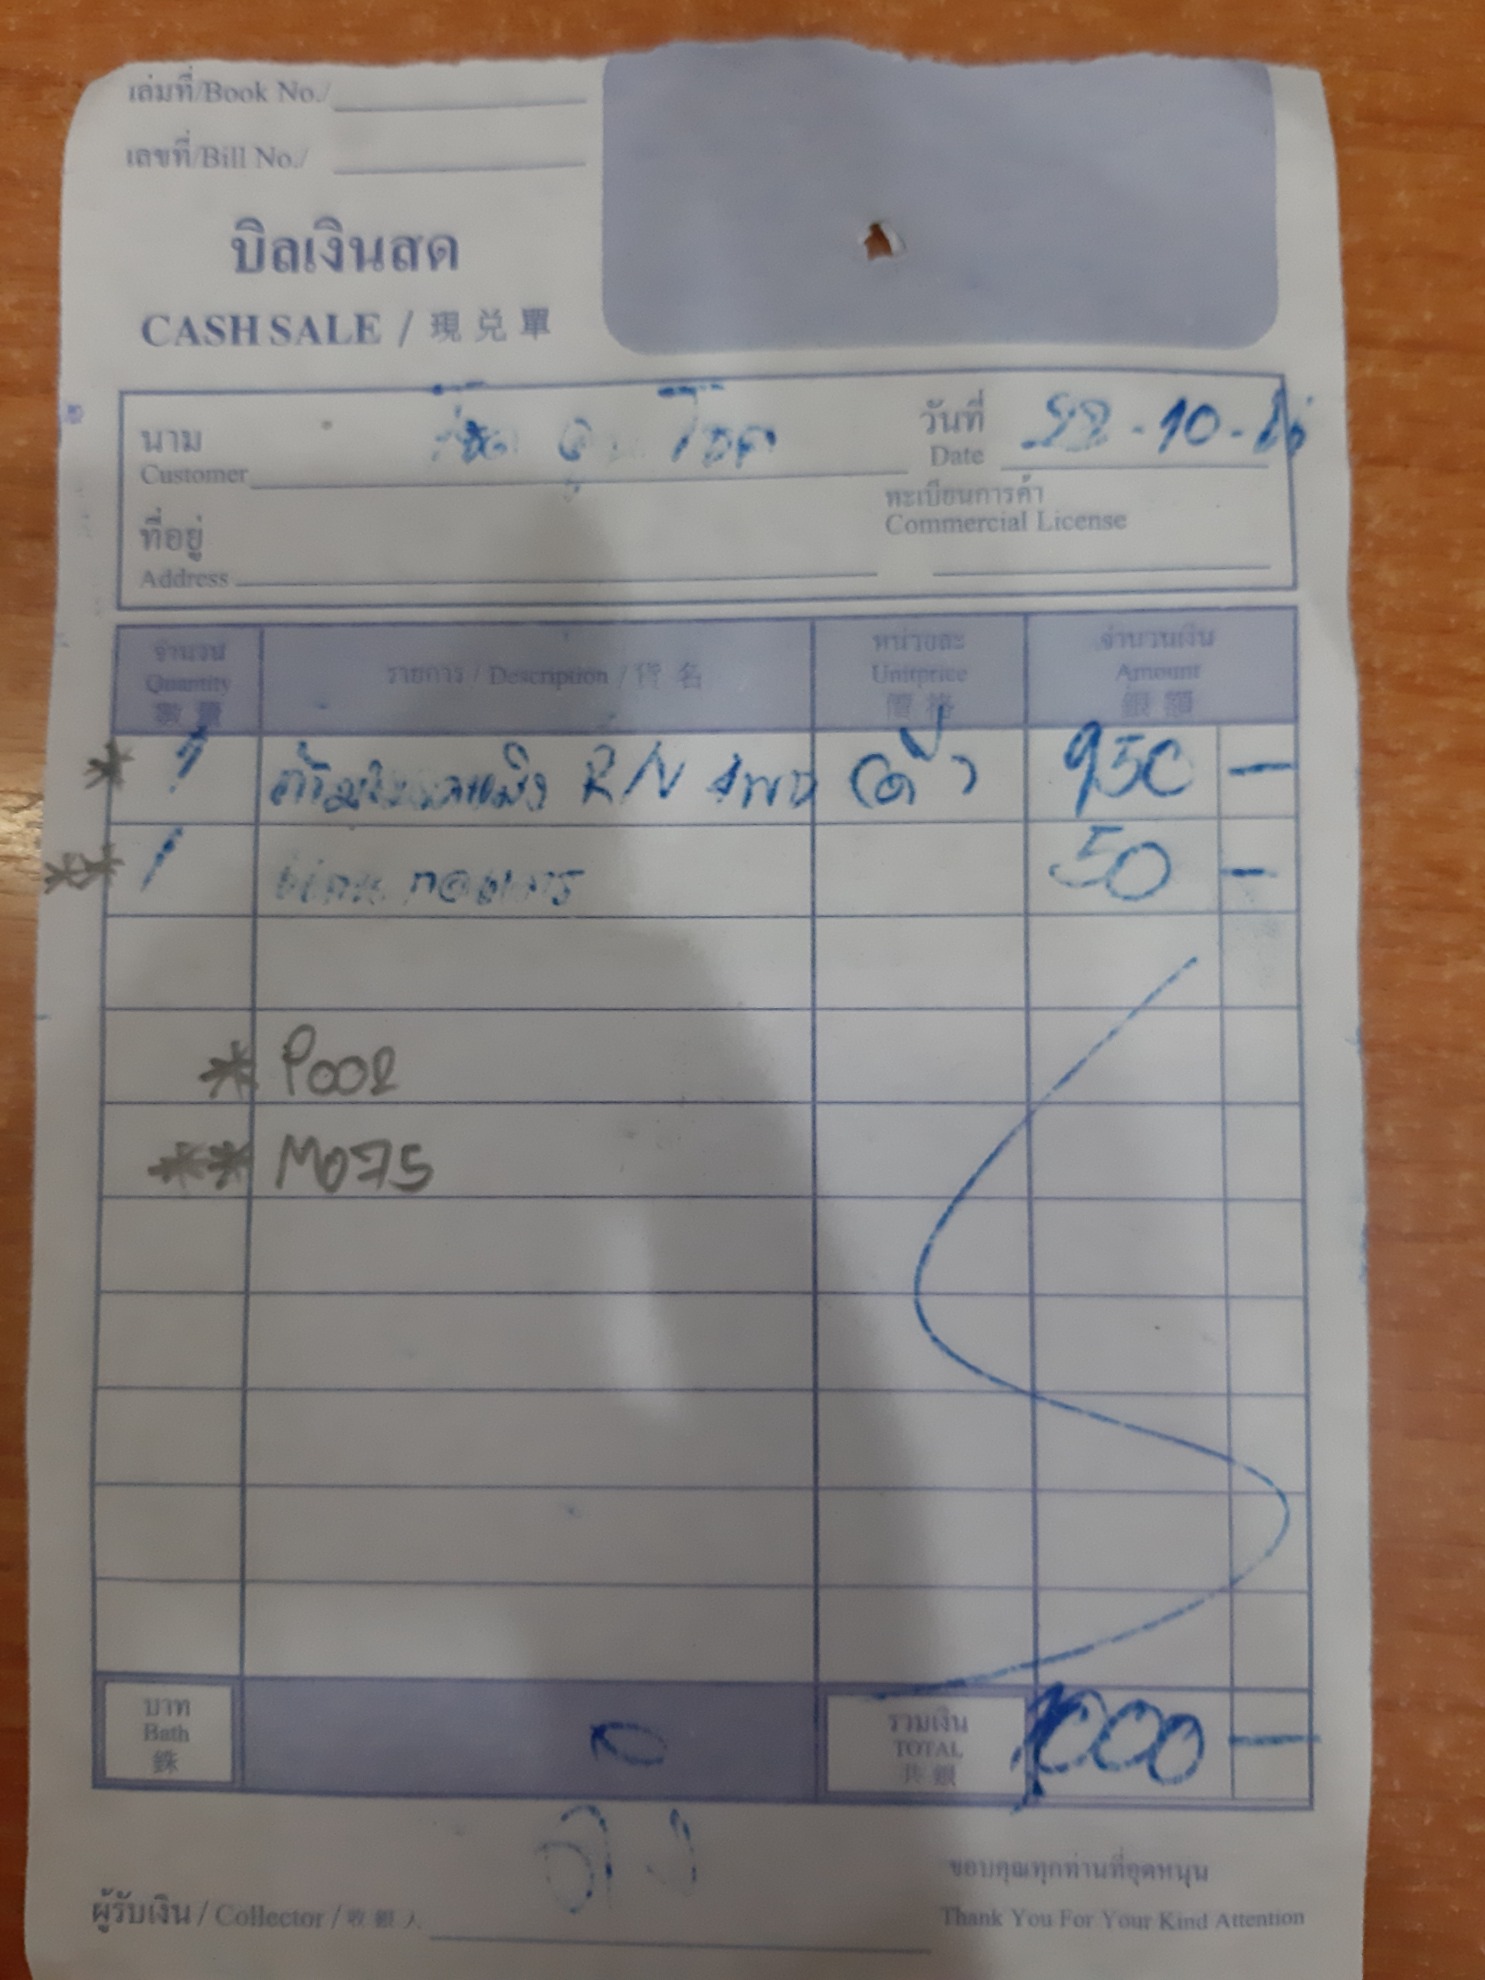 เล่มที่/Book No./
เลขที่/Bill No./
บิลเงินสด
CASH SALE / 現兑單
นาม
Customer
วันที่ 22-10-
Date
ที่อยู่
Address
ทะเบียนการค้า
Commercial License
จำนวน
Quantity
數量
รายการ / Description / 貨名
หน่วยละ
Unitprice
價格
จำนวนเงิน
Amount
銀額
* 1 R/N 950 —
** 1 50 —
* P002
** M075
บาท
Bath
銖
รวมเงิน
TOTAL
共銀
1000 —
ผู้รับเงิน / Collector / 收銀人
ขอบคุณทุกท่านที่อุดหนุน
Thank You For Your Kind Attention